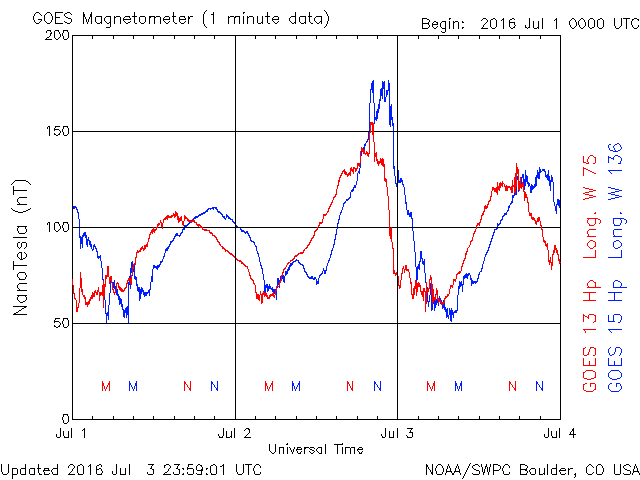 GOES Magnetometer (1 minute data)
Begin: 2016 Jul 1 0000 UTC
200
150
100
50
0
NanoTesla (nT)
M M N N M M N N M M N N
Jul 1 Jul 2 Jul 3 Jul 4
Universal Time
GOES 13 Hp Long. W 75
GOES 15 Hp Long. W 136
Updated 2016 Jul 3 23:59:01 UTC
NOAA/SWPC Boulder, CO USA